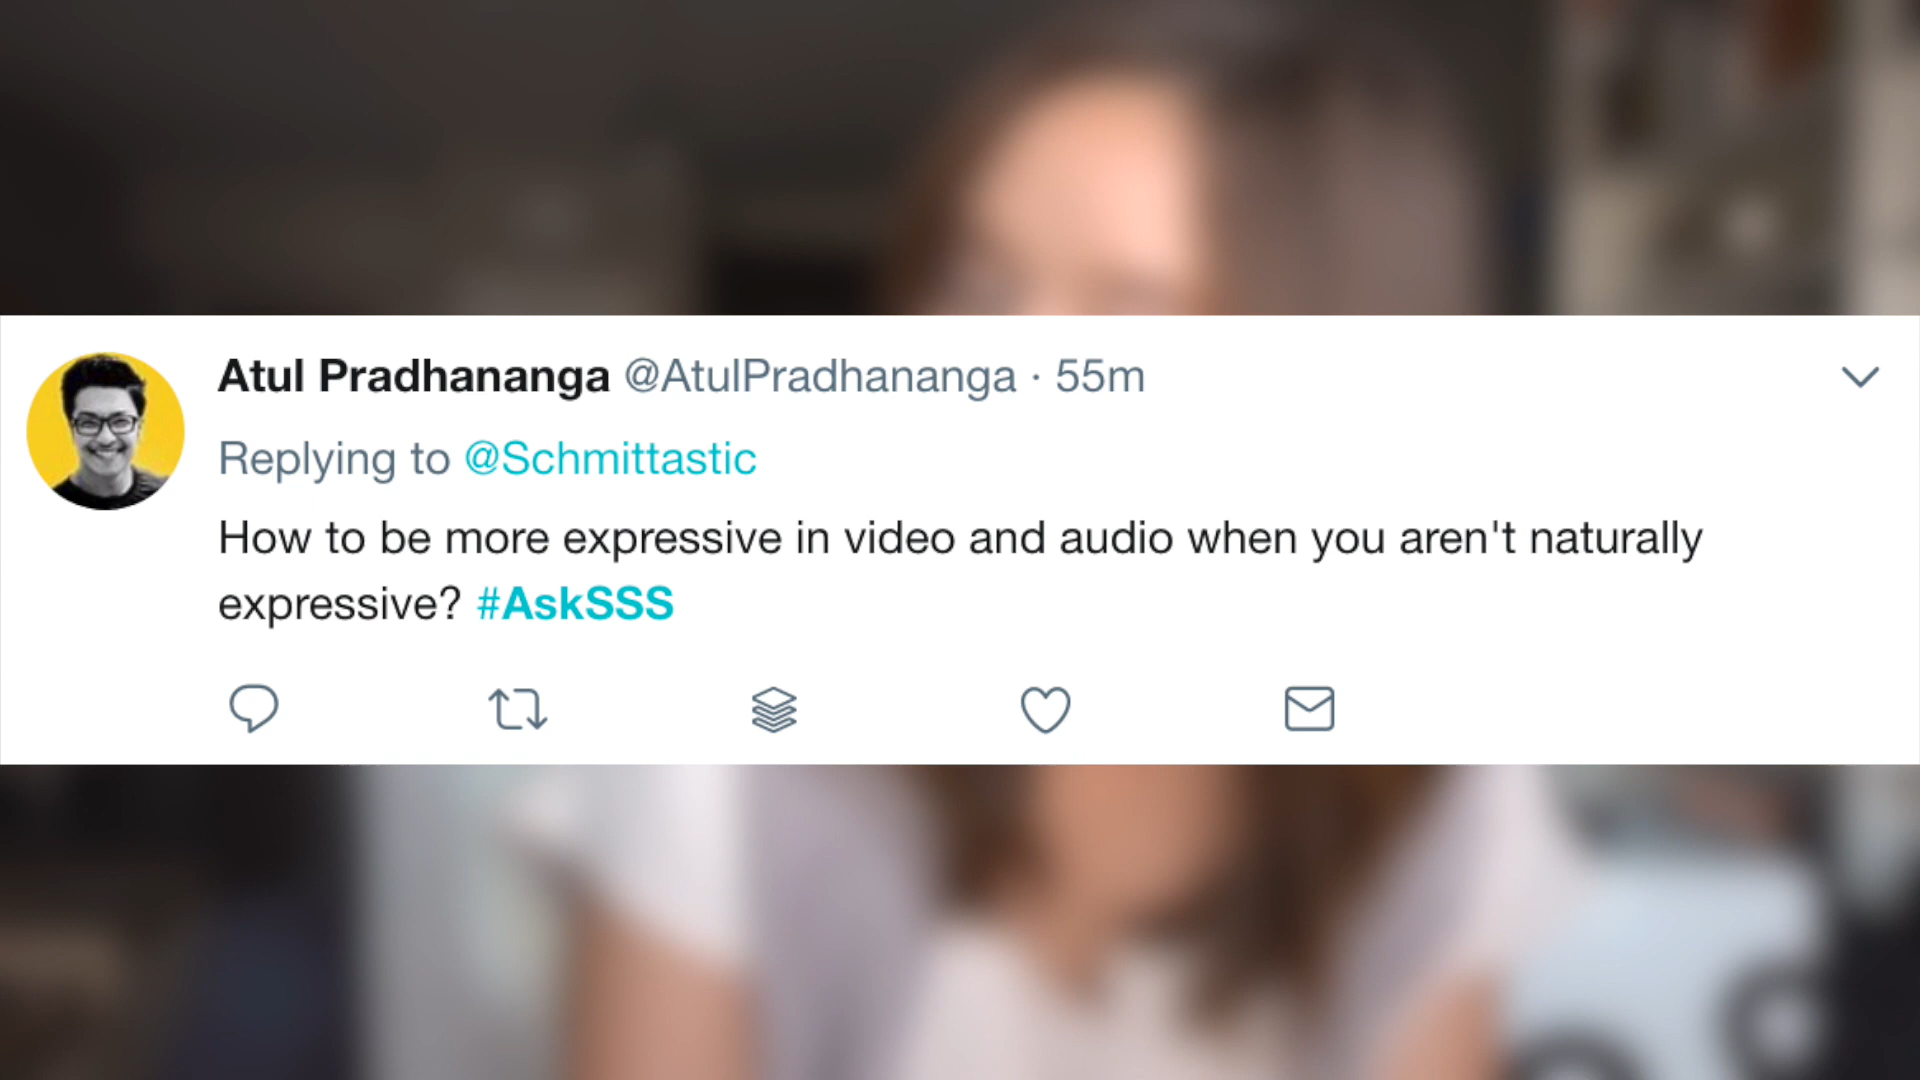 Atul Pradhananga @AtulPradhananga · 55m
Replying to @Schmittastic
How to be more expressive in video and audio when you aren't naturally
expressive? #AskSSS